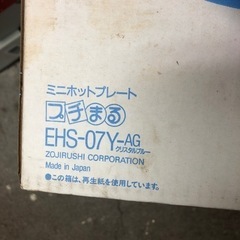 ミニホットプレート
プチまる
EHS-07Y-AG
クリスタルブルー
ZOJIRUSHI CORPORATION
Made in Japan
●この箱は、再生紙を使用しています。